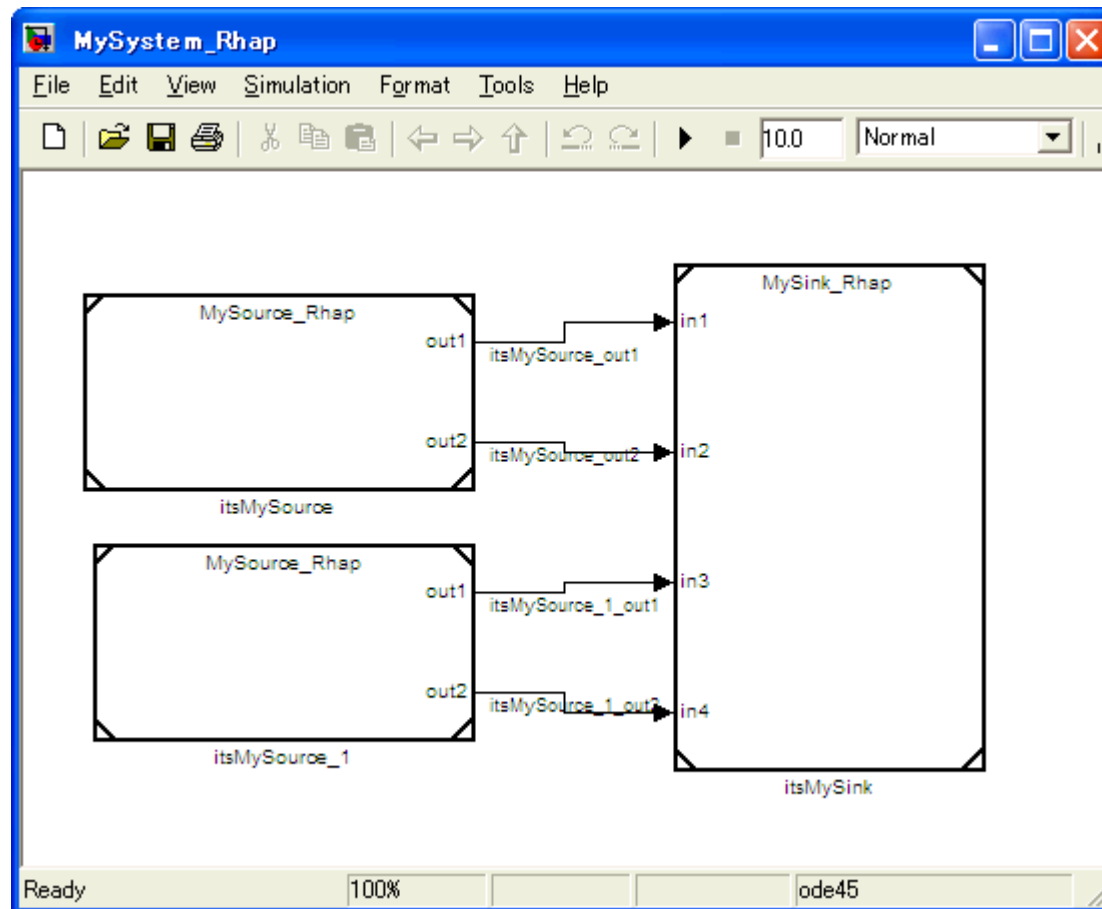 MySystem_Rhap
File Edit View Simulation Format Tools Help
10.0 Normal
MySource_Rhap
out1
itsMySource_out1
out2
itsMySource_out2
itsMySource
MySource_Rhap
out1
itsMySource_1_out1
out2
itsMySource_1_out2
itsMySource_1
MySink_Rhap
in1
in2
in3
in4
itsMySink
Ready 100% ode45